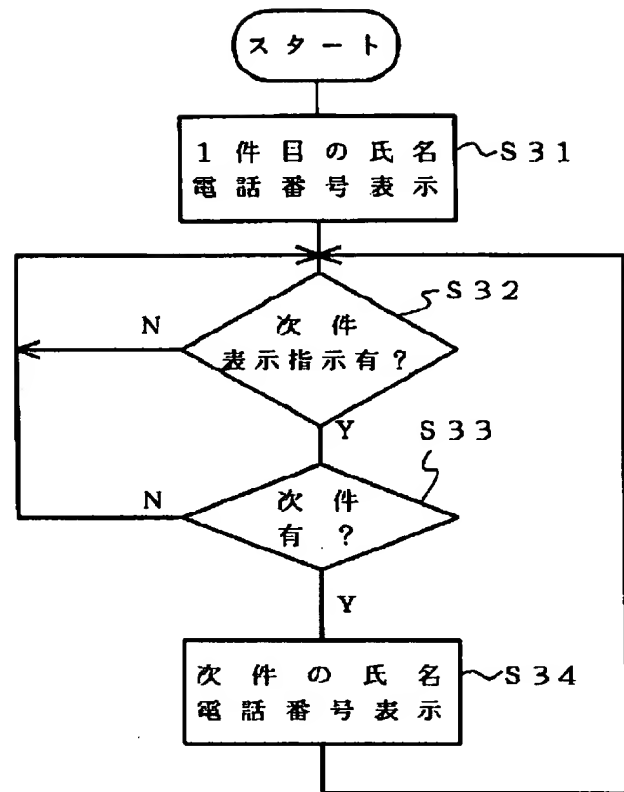 スタート
1件目の氏名
電話番号表示
S31
S32
次件
表示指示有?
N
Y
S33
次件
有?
N
Y
次件の氏名
電話番号表示
S34